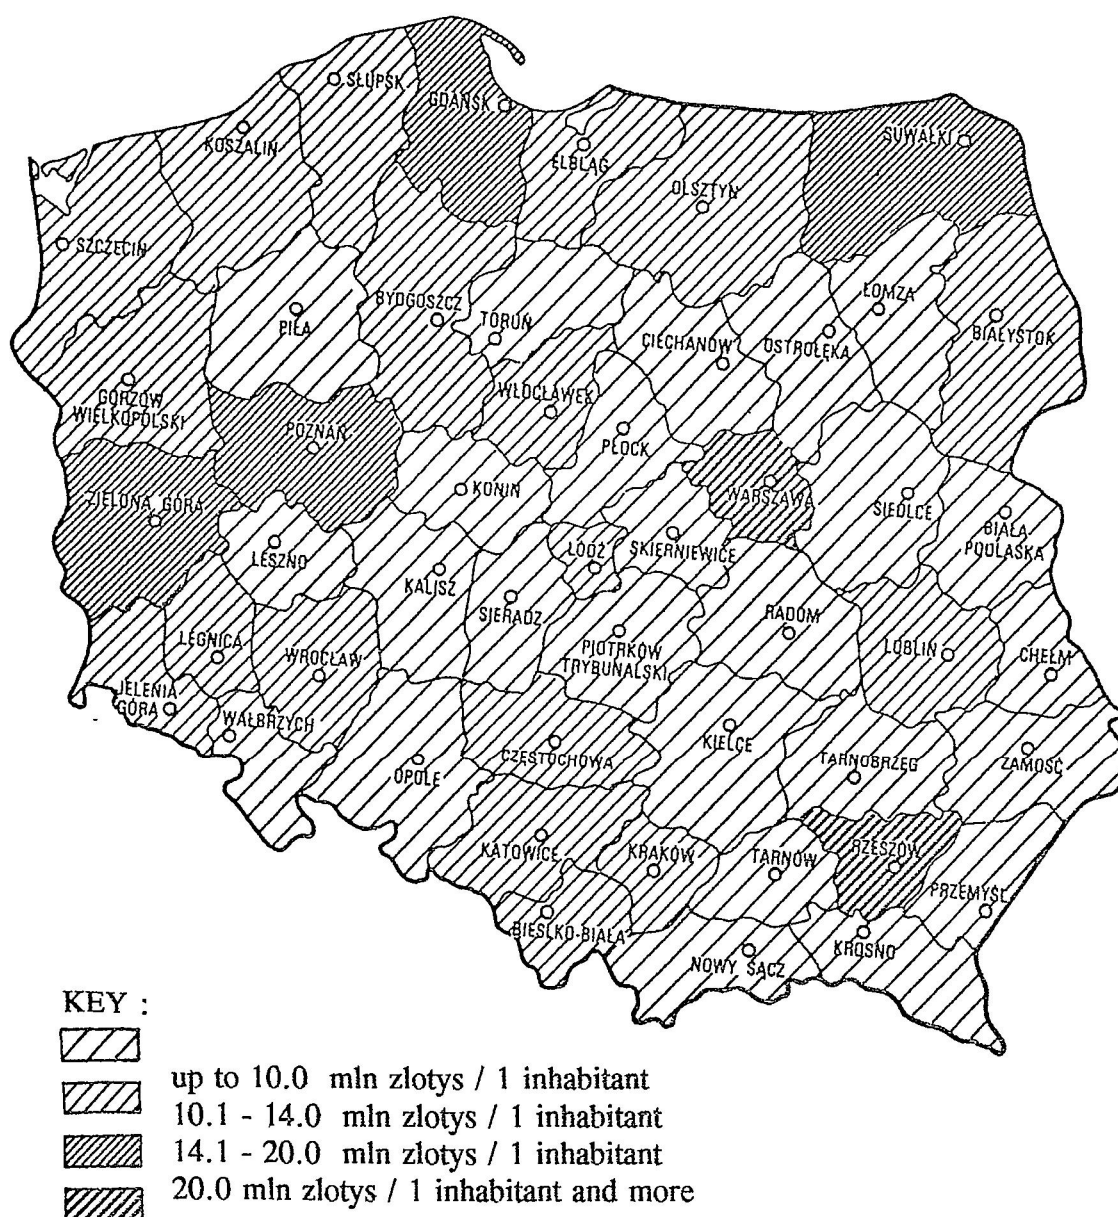 SŁUPSK
GDAŃSK
SUWAŁKI
KOSZALIN
ELBLĄG
OLSZTYN
SZCZECIN
BYDGOSZCZ
ŁOMZA
PIŁA
TORUŃ
CIECHANÓW
OSTROŁĘKA
BIAŁYSTOK
GORZÓW
WIELKOPOLSKI
WŁOCŁAWEK
POZNAŃ
PŁOCK
ZIELONA GÓRA
KONIN
WARSZAWA
SIEDLCE
BIAŁA
PODLASKA
LESZNO
KALISZ
ŁÓDŹ
SKIERNIEWICE
SIERADZ
RADOM
LEGNICA
WROCŁAW
PIOTRKÓW
TRYBUNALSKI
LUBLIN
CHEŁM
JELENIA
GÓRA
WAŁBRZYCH
OPOLE
CZĘSTOCHOWA
KIELCE
TARNOBRZEG
ZAMOŚĆ
KATOWICE
KRAKÓW
TARNÓW
RZESZÓW
PRZEMYŚL
BIESLKO-BIAŁA
NOWY SĄCZ
KROSNO
KEY :
up to 10.0 mln zlotys / 1 inhabitant
10.1 - 14.0 mln zlotys / 1 inhabitant
14.1 - 20.0 mln zlotys / 1 inhabitant
20.0 mln zlotys / 1 inhabitant and more